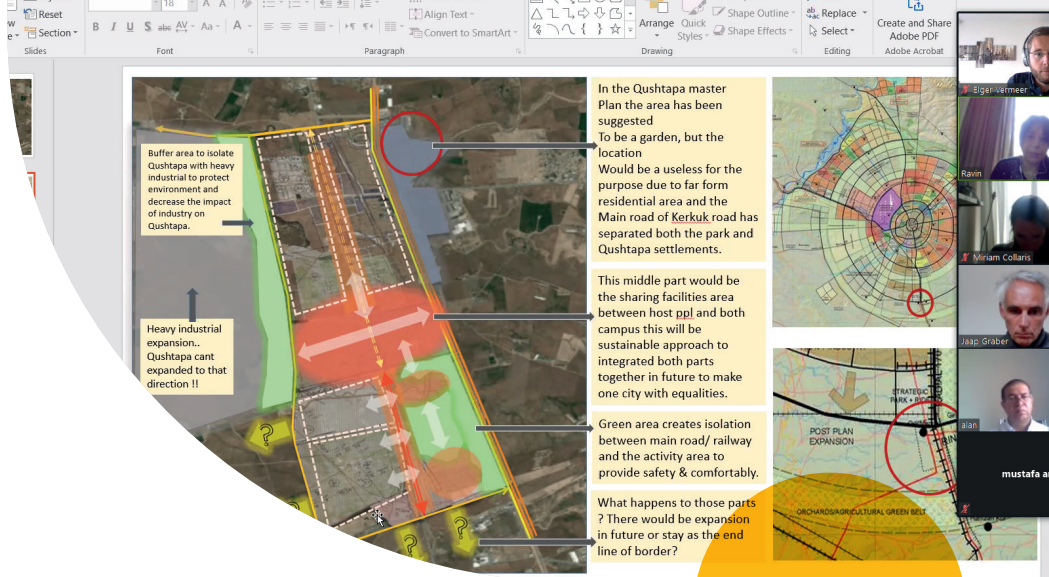 18
Reset
Section
Slides
B I U S abc AV Aa A
Font
Align Text
Convert to SmartArt
Paragraph
Arrange
Quick
Styles
Shape Outline
Shape Effects
Drawing
Replace
Select
Editing
Create and Share
Adobe PDF
Adobe Acrobat
Buffer area to isolate
Qushtapa with heavy
industrial to protect
environment and
decrease the impact
of industry on
Qushtapa.
Heavy industrial
expansion..
Qushtapa cant
expanded to that
direction !!
?
?
?
?
In the Qushtapa master
Plan the area has been
suggested
To be a garden, but the
location
Would be a useless for the
purpose due to far form
residential area and the
Main road of Kerkuk road has
separated both the park and
Qushtapa settlements.
This middle part would be
the sharing facilities area
between host ppl and both
campus this will be
sustainable approach to
integrated both parts
together in future to make
one city with equalities.
Green area creates isolation
between main road/ railway
and the activity area to
provide safety & comfortably.
What happens to those parts
? There would be expansion
in future or stay as the end
line of border?
STRATEGIC
POST PLAN
EXPANSION
ORCHARDS/AGRICULTURAL GREEN BELT
Elger Vermeer
Ravin
Miriam Collaris
Jaap Graber
alan
mustafa